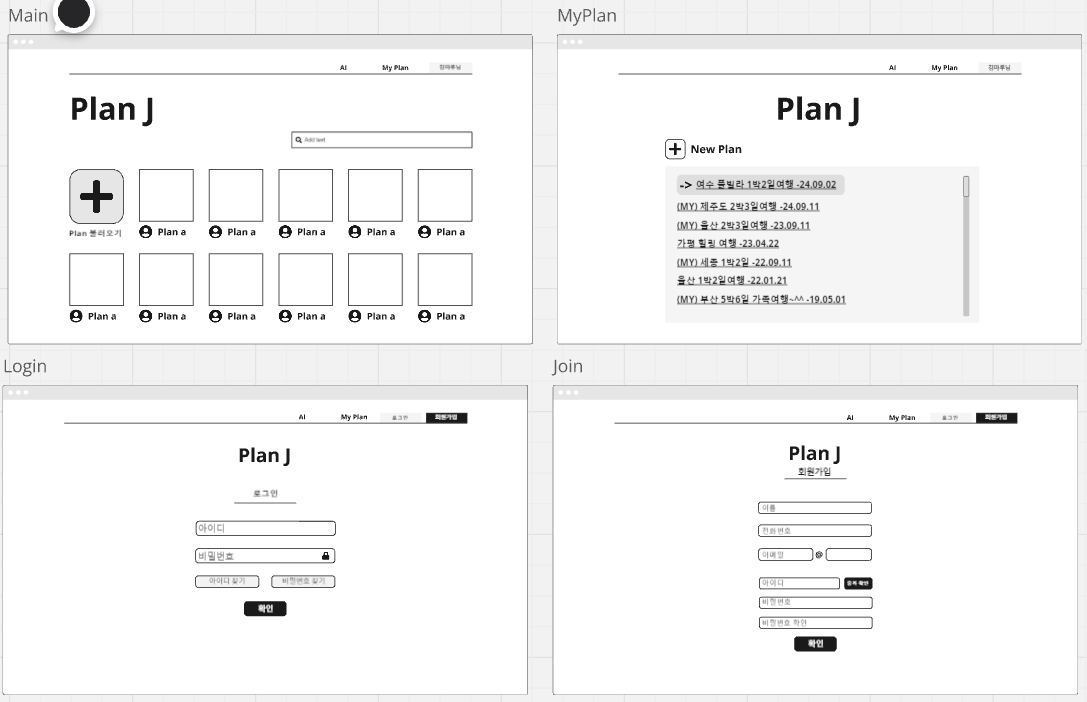 Main
AI My Plan 김마루님
Plan J
Add text
Plan 불러오기
Plan a Plan a Plan a Plan a Plan a
Plan a Plan a Plan a Plan a Plan a Plan a
MyPlan
AI My Plan 김마루님
Plan J
New Plan
-> 여수 풀빌라 1박2일여행 -24.09.02
(MY) 제주도 2박3일여행 -24.09.11
(MY) 울산 2박3일여행 -23.09.11
가평 힐링 여행 -23.04.22
(MY) 세종 1박2일 -22.09.11
울산 1박2일여행 -22.01.21
(MY) 부산 5박6일 가족여행~^^ -19.05.01
Login
AI My Plan 로그인 회원가입
Plan J
로그인
아이디
비밀번호
아이디 찾기 비밀번호 찾기
확인
Join
AI My Plan 로그인 회원가입
Plan J
회원가입
이름
전화번호
이메일 @
아이디 중복 확인
비밀번호
비밀번호 확인
확인